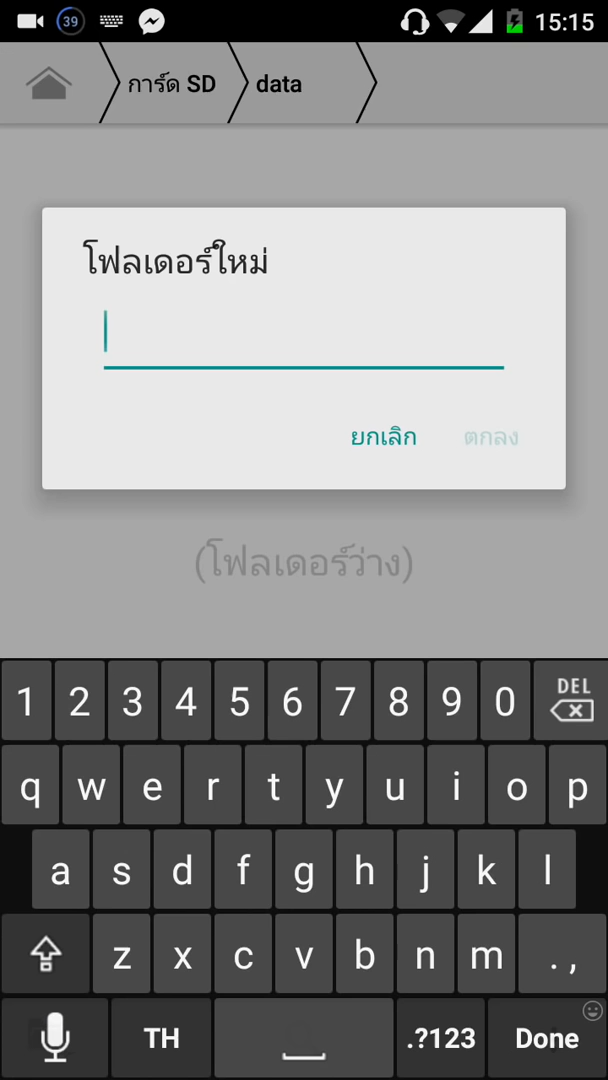 39
15:15
การ์ด SD
data
โฟลเดอร์ใหม่
ยกเลิก ตกลง
(โฟลเดอร์ว่าง)
1 2 3 4 5 6 7 8 9 0 DEL
q w e r t y u i o p
a s d f g h j k l
z x c v b n m . ,
TH .?123 Done